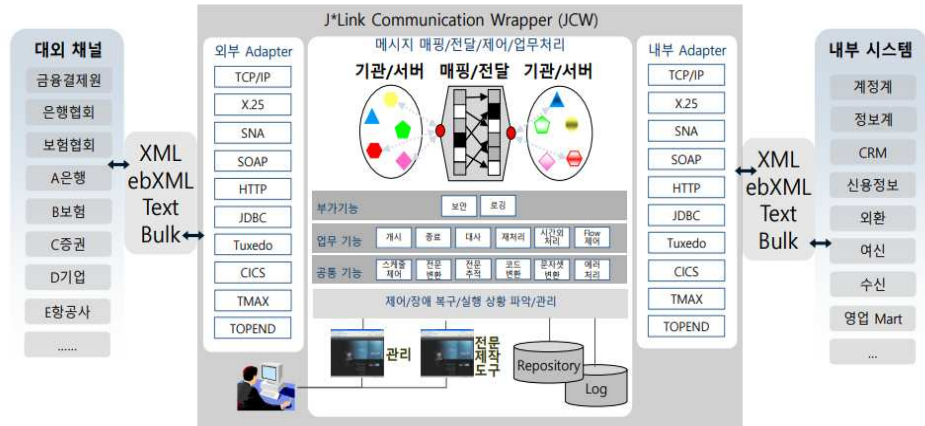 J*Link Communication Wrapper (JCW)
대외 채널
금융결제원
은행협회
보험협회
A은행
B보험
C증권
D기업
E항공사
......
XML
ebXML
Text
Bulk
외부 Adapter
TCP/IP
X.25
SNA
SOAP
HTTP
JDBC
Tuxedo
CICS
TMAX
TOPEND
메시지 매핑/전달/제어/업무처리
기관/서버
매핑/전달
기관/서버
부가기능
보안
로깅
업무 기능
개시
종료
대사
재처리
시간외
처리
Flow
제어
공통 기능
스케줄
제어
전문
변환
전문
추적
코드
변환
문자셋
변환
에러
처리
제어/장애 복구/실행 상황 파악/관리
관리
전문
제작
도구
Repository
Log
내부 Adapter
TCP/IP
X.25
SNA
SOAP
HTTP
JDBC
Tuxedo
CICS
TMAX
TOPEND
XML
ebXML
Text
Bulk
내부 시스템
계정계
정보계
CRM
신용정보
외환
여신
수신
영업 Mart
...